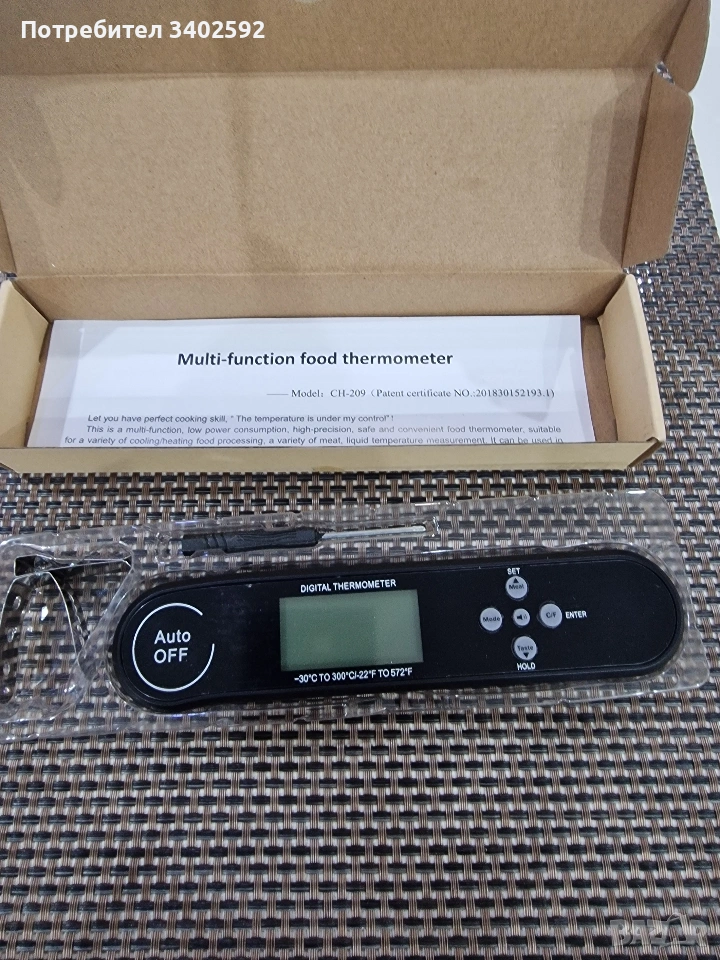 Потребител 3402592
Multi-function food thermometer
—— Model: CH-209 (Patent certificate NO.:201830152193.1)
Let you have perfect cooking skill, " The temperature is under my control"!
This is a multi-function, low power consumption, high-precision, safe and convenient food thermometer, suitable
for a variety of cooling/heating food processing, a variety of meat, liquid temperature measurement. It can be used in
DIGITAL THERMOMETER
SET
Meat
Auto
OFF
Mode
C/F
ENTER
Taste
HOLD
-30°C TO 300°C/-22°F TO 572°F
BAZAR